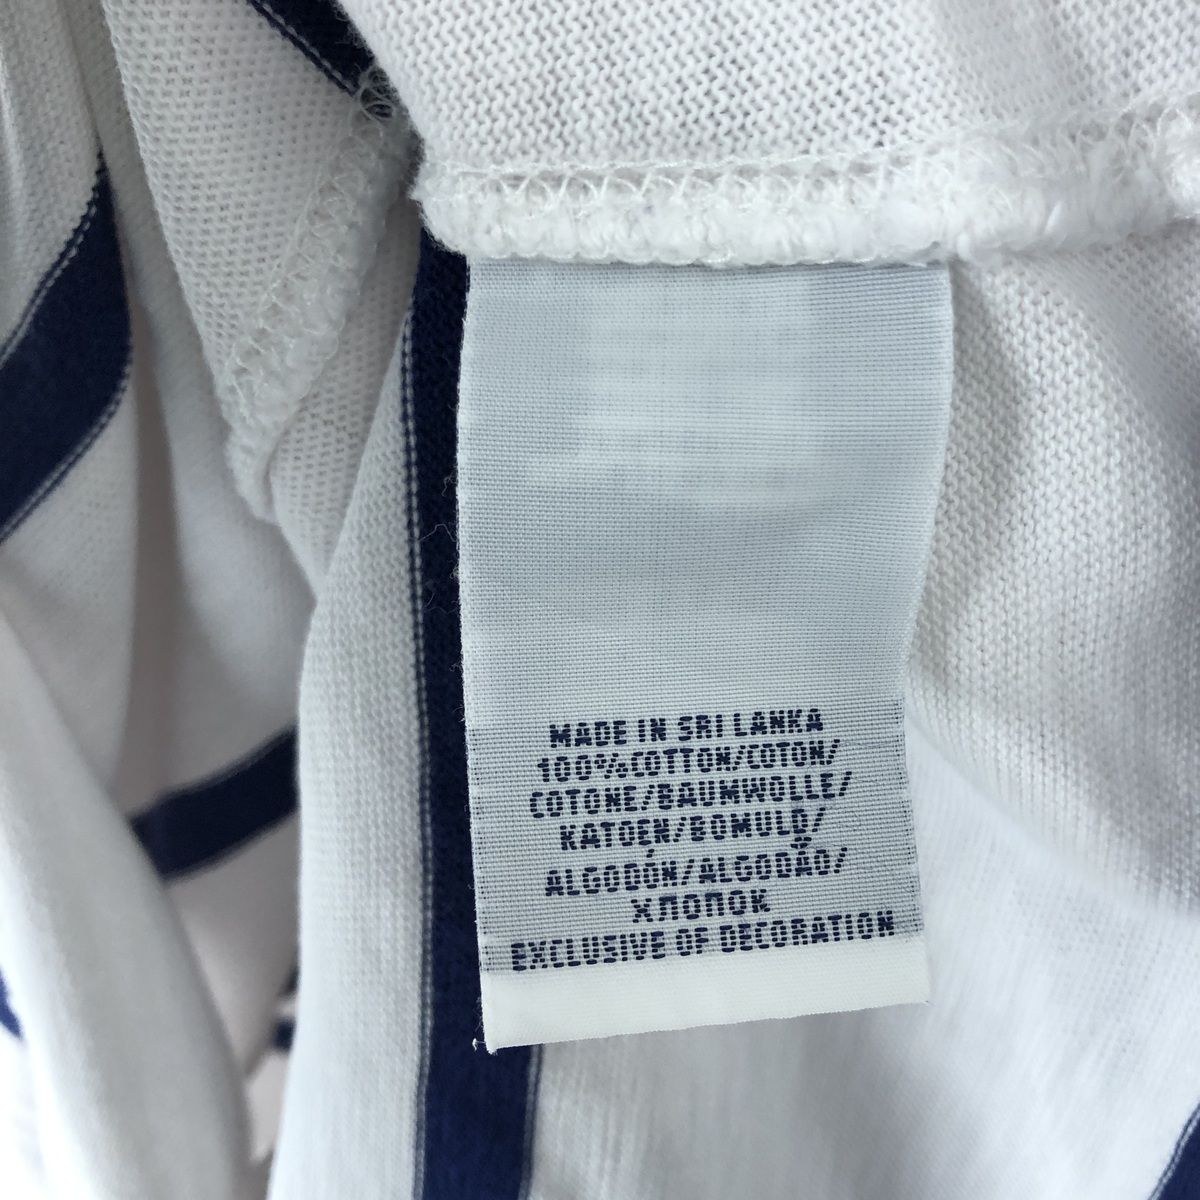 MADE IN SRI LANKA
100%COTTON/COTON/
COTONE/BAUMWOLLE/
KATOEN/BOMULD/
ALGODÓN/ALGODÃO/
ХЛОПОК
EXCLUSIVE OF DECORATION